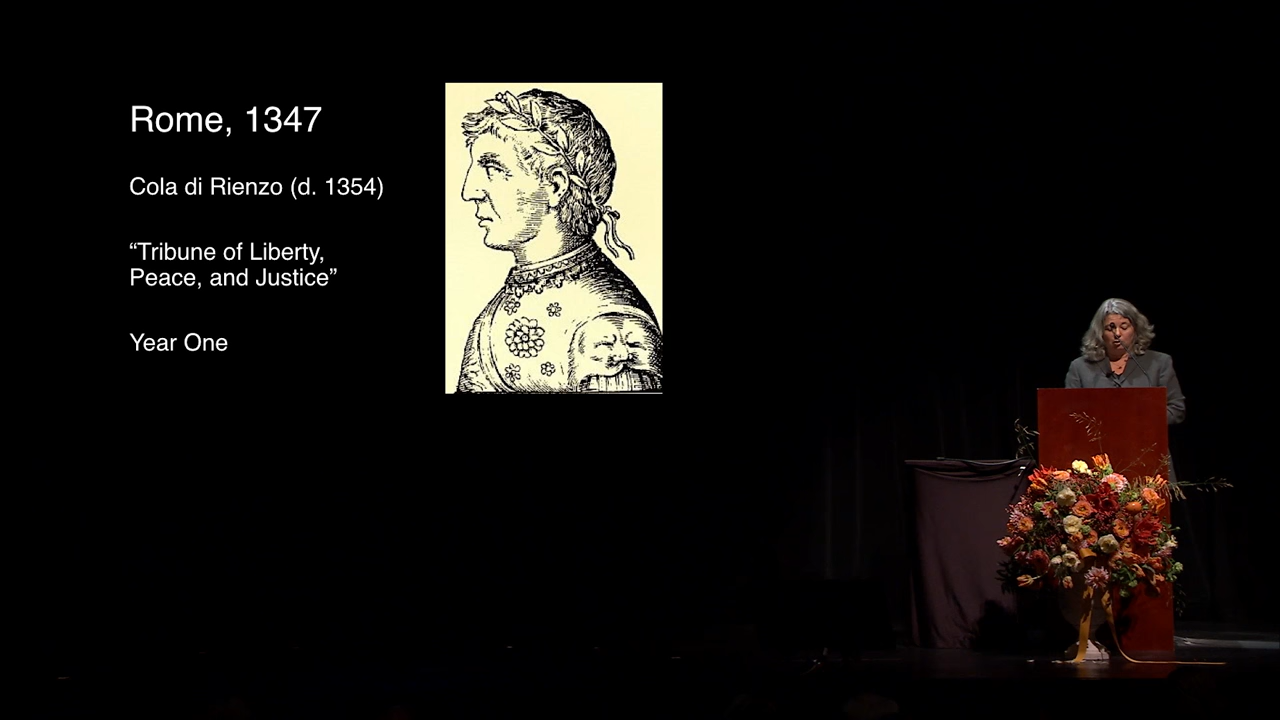 Rome, 1347
Cola di Rienzo (d. 1354)
“Tribune of Liberty,
Peace, and Justice”
Year One